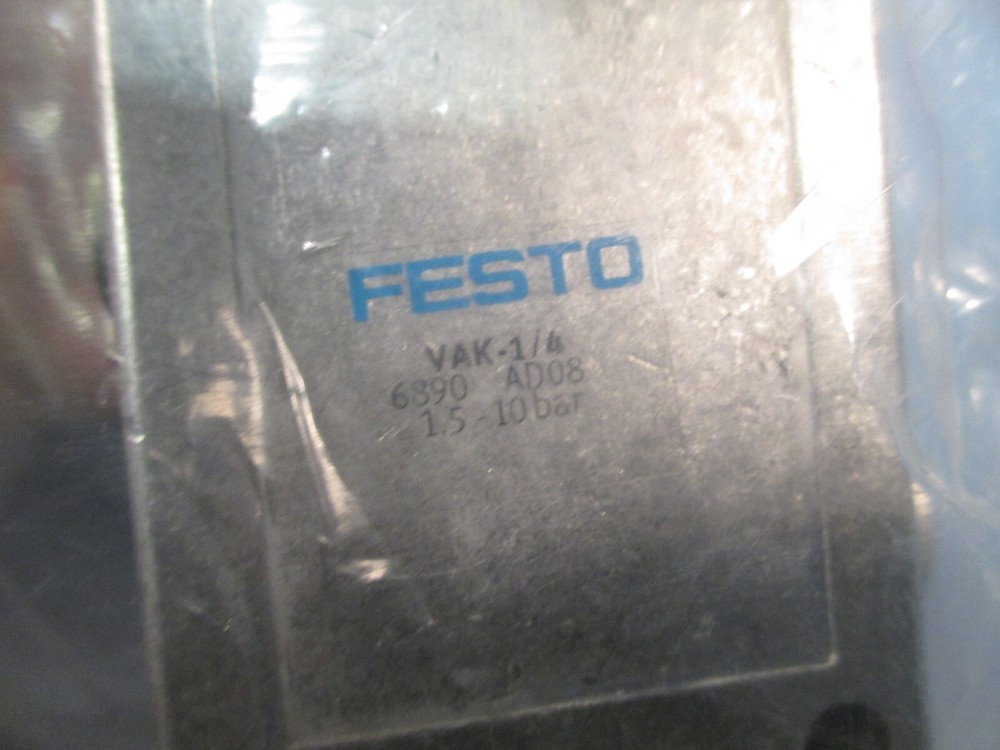 FESTO
VAK-1/4
6890 AD08
1.5-10 bar